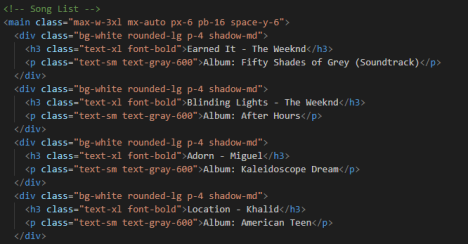 <!-- Song List -->
<main class="max-w-3xl mx-auto px-6 pb-16 space-y-6">
<div class="bg-white rounded-lg p-4 shadow-md">
<h3 class="text-xl font-bold">Earned It - The Weeknd</h3>
<p class="text-sm text-gray-600">Album: Fifty Shades of Grey (Soundtrack)</p>
</div>
<div class="bg-white rounded-lg p-4 shadow-md">
<h3 class="text-xl font-bold">Blinding Lights - The Weeknd</h3>
<p class="text-sm text-gray-600">Album: After Hours</p>
</div>
<div class="bg-white rounded-lg p-4 shadow-md">
<h3 class="text-xl font-bold">Adorn - Miguel</h3>
<p class="text-sm text-gray-600">Album: Kaleidoscope Dream</p>
</div>
<div class="bg-white rounded-lg p-4 shadow-md">
<h3 class="text-xl font-bold">Location - Khalid</h3>
<p class="text-sm text-gray-600">Album: American Teen</p>
</div>